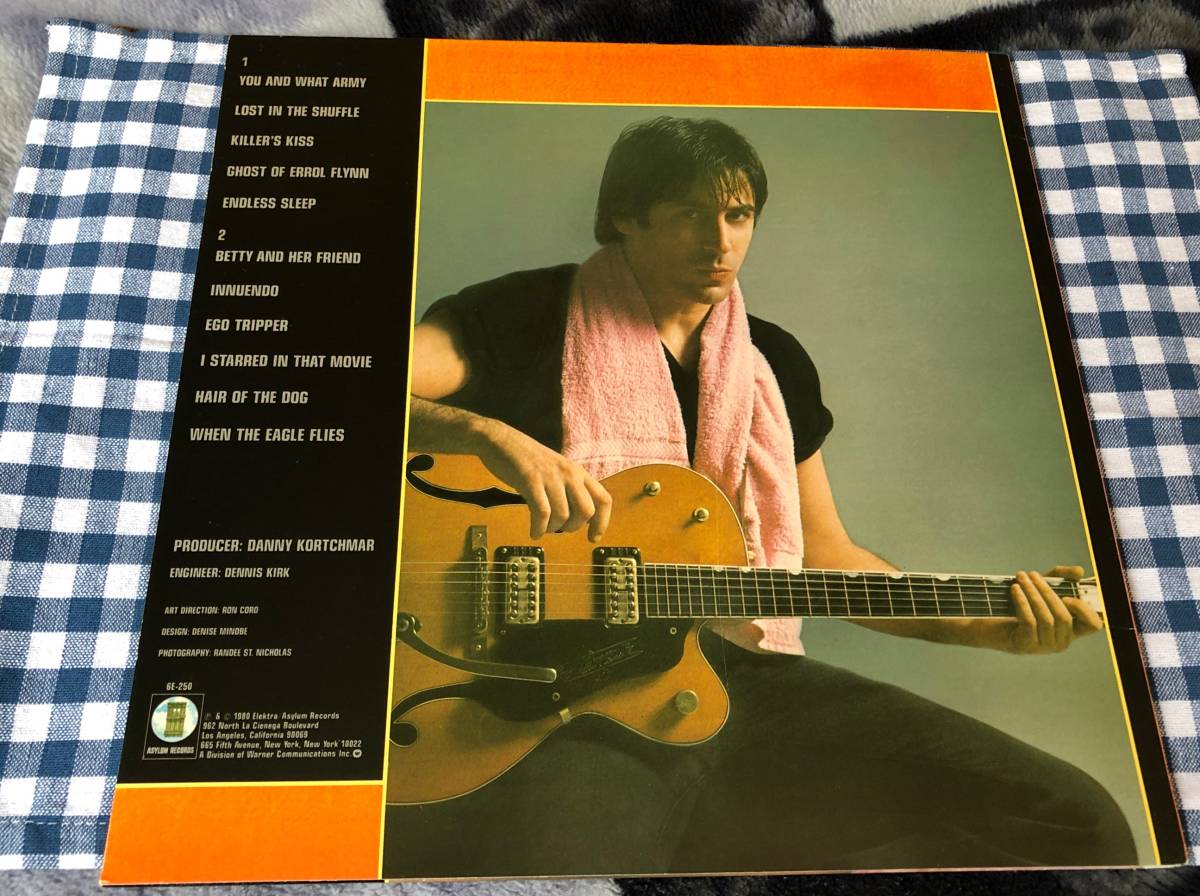 1
YOU AND WHAT ARMY
LOST IN THE SHUFFLE
KILLER'S KISS
GHOST OF ERROL FLYNN
ENDLESS SLEEP
2
BETTY AND HER FRIEND
INNUENDO
EGO TRIPPER
I STARRED IN THAT MOVIE
HAIR OF THE DOG
WHEN THE EAGLE FLIES
PRODUCER: DANNY KORTCHMAR
ENGINEER: DENNIS KIRK
ART DIRECTION: RON CORO
DESIGN: DENISE MINOBE
PHOTOGRAPHY: RANDEE ST. NICHOLAS
6E-250
ASYLUM RECORDS
℗ & © 1980 Elektra/Asylum Records
962 North La Cienega Boulevard
Los Angeles, California 90069
665 Fifth Avenue, New York, New York 10022
A Division of Warner Communications Inc.